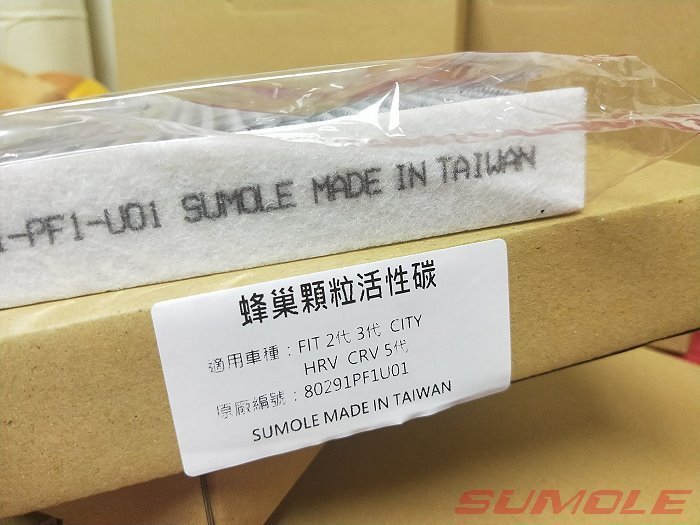 1-PF1-U01 SUMOLE MADE IN TAIWAN
蜂巢顆粒活性碳
適用車種：FIT 2代 3代 CITY
HRV CRV 5代
原廠編號：80291PF1U01
SUMOLE MADE IN TAIWAN
SUMOLE